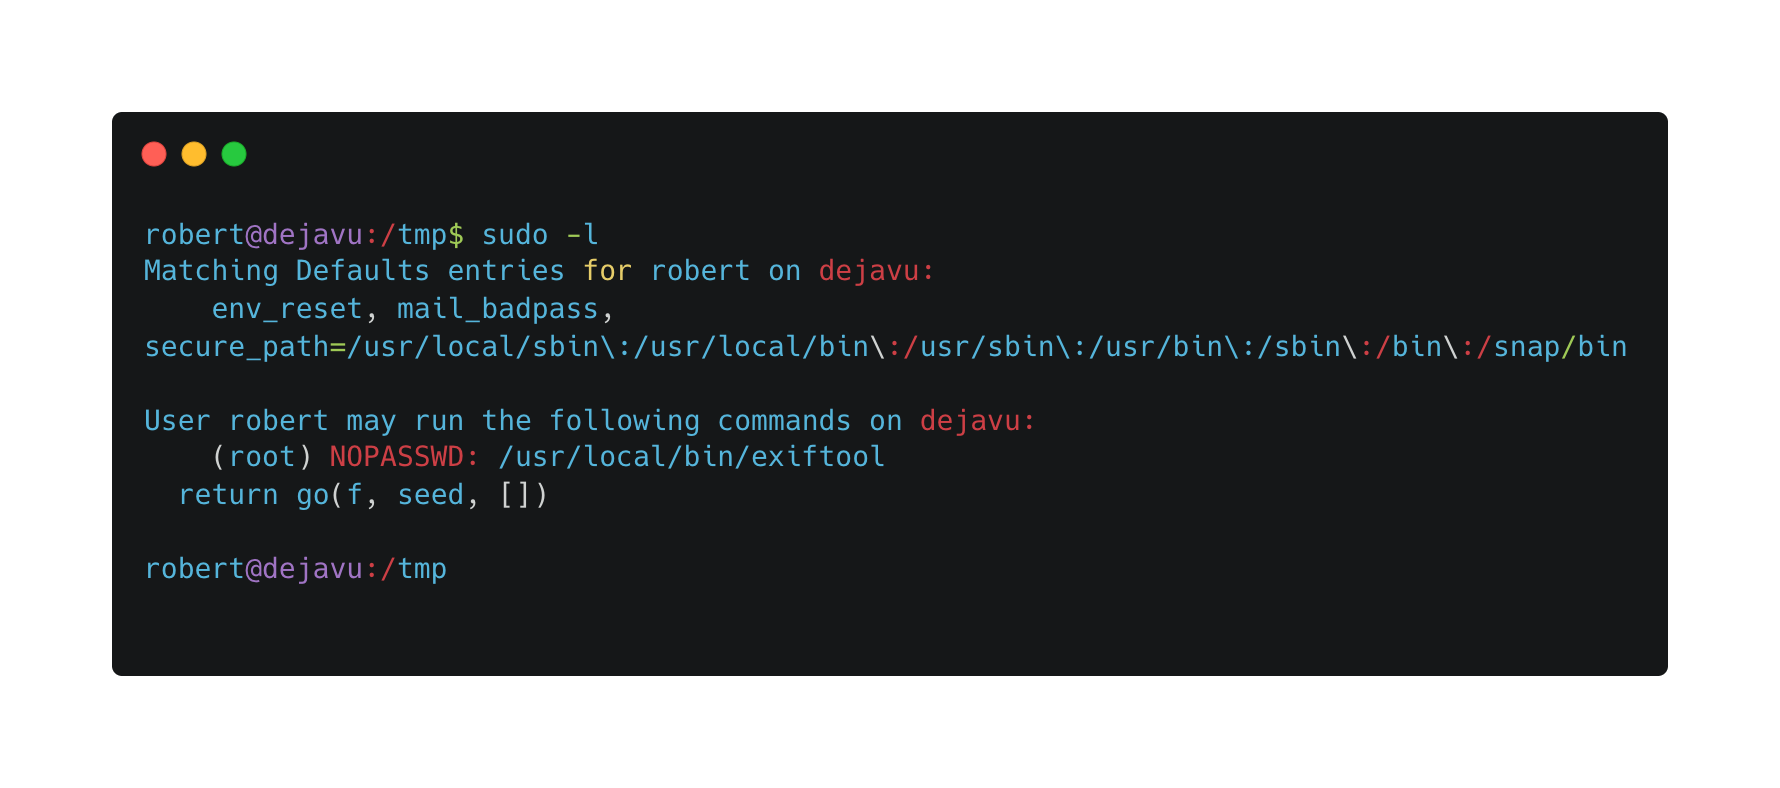 robert@dejavu:/tmp$ sudo -l
Matching Defaults entries for robert on dejavu:
    env_reset, mail_badpass,
secure_path=/usr/local/sbin\:/usr/local/bin\:/usr/sbin\:/usr/bin\:/sbin\:/bin\:/snap/bin
User robert may run the following commands on dejavu:
    (root) NOPASSWD: /usr/local/bin/exiftool
  return go(f, seed, [])
robert@dejavu:/tmp